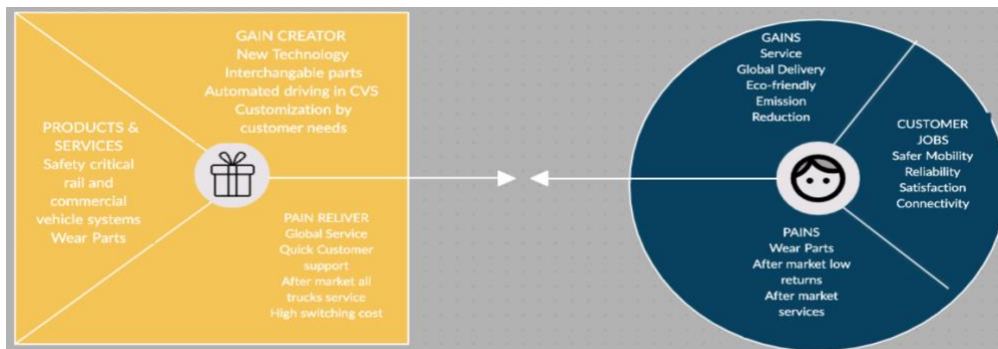 GAIN CREATOR
New Technology
Interchangable parts
Automated driving in CVS
Customization by
customer needs
PRODUCTS &
SERVICES
Safety critical
rail and
commercial
vehicle systems
Wear Parts
PAIN RELIVER
Global Service
Quick Customer
support
After market all
trucks service
High switching cost
GAINS
Service
Global Delivery
Eco-friendly
Emission
Reduction
CUSTOMER
JOBS
Safer Mobility
Reliability
Satisfaction
Connectivity
PAINS
Wear Parts
After market low
returns
After market
services